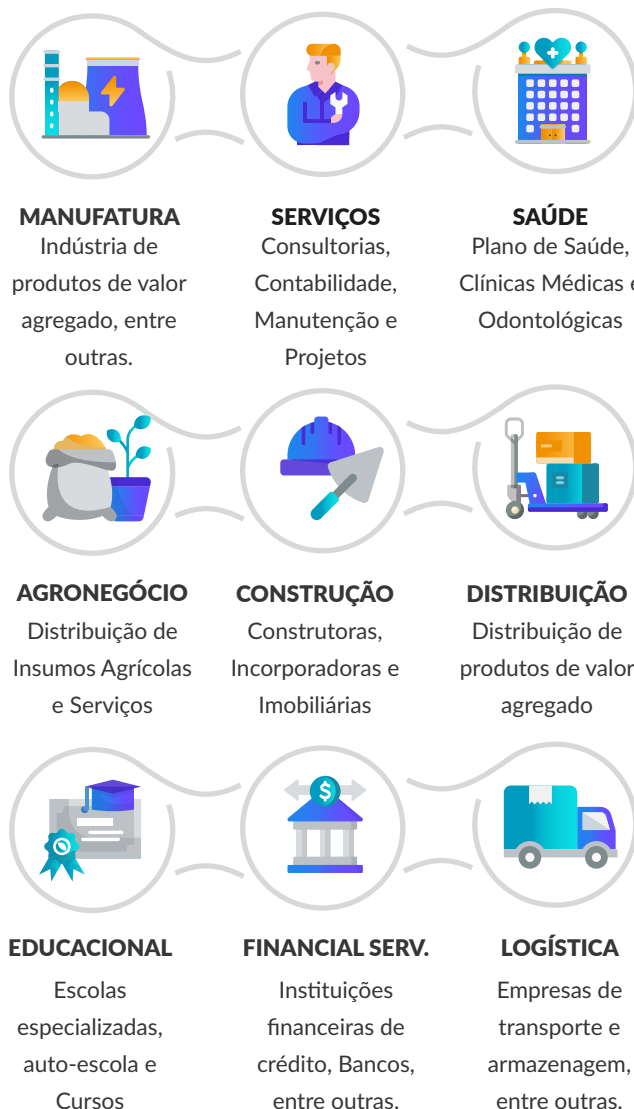 MANUFATURA
Indústria de
produtos de valor
agregado, entre
outras.
SERVIÇOS
Consultorias,
Contabilidade,
Manutenção e
Projetos
SAÚDE
Plano de Saúde,
Clínicas Médicas e
Odontológicas
AGRONEGÓCIO
Distribuição de
Insumos Agrícolas
e Serviços
CONSTRUÇÃO
Construtoras,
Incorporadoras e
Imobiliárias
DISTRIBUIÇÃO
Distribuição de
produtos de valor
agregado
EDUCACIONAL
Escolas
especializadas,
auto-escola e
Cursos
$
FINANCIAL SERV.
Instituições
financeiras de
crédito, Bancos,
entre outras.
LOGÍSTICA
Empresas de
transporte e
armazenagem,
entre outras.